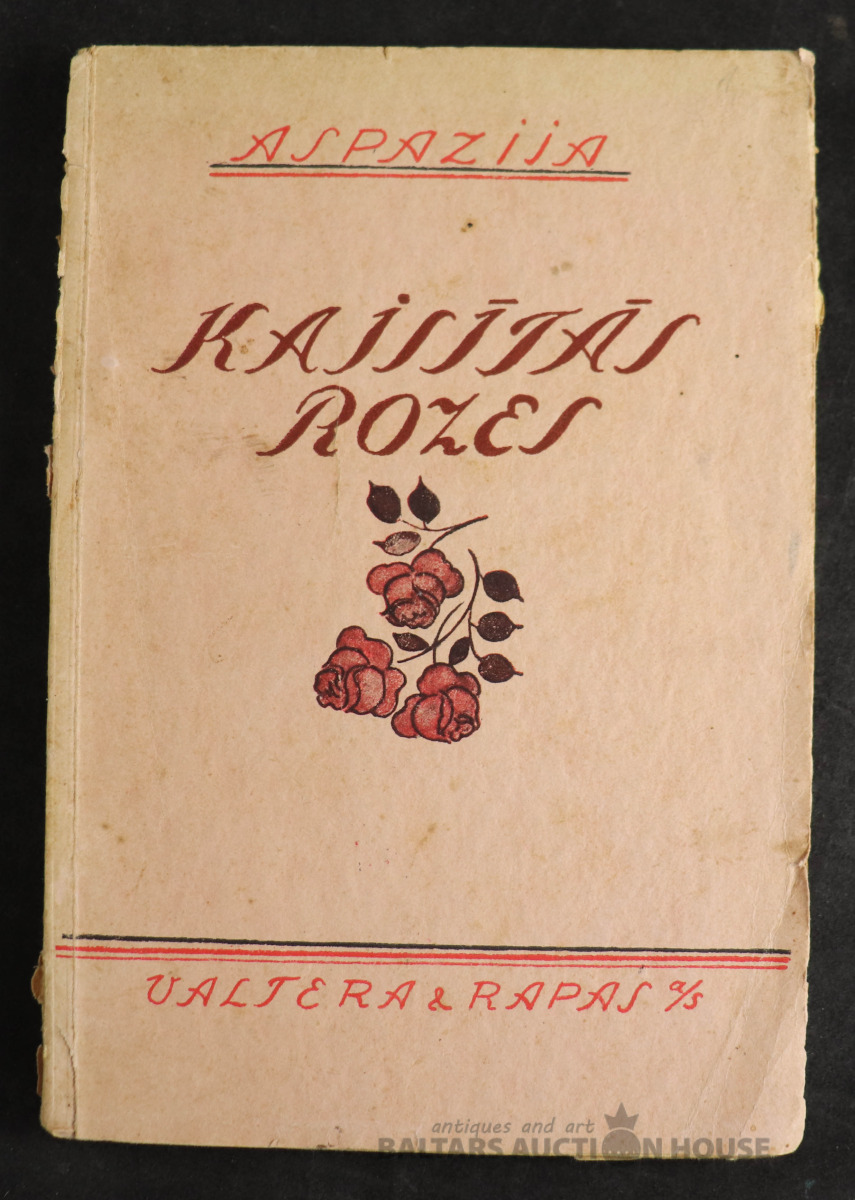 ASPAZIJA
KAISĪTĀS
ROZES
VALTERA & RAPAS a/s
antiques and art
BALTARS AUCTION HOUSE